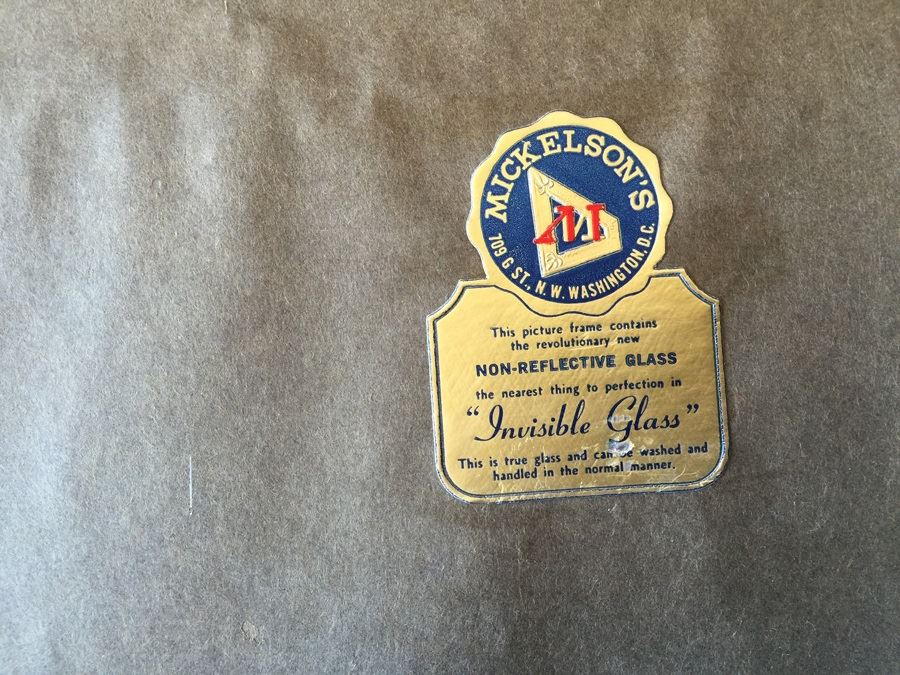 MICKELSON'S
M
709 G ST., N.W. WASHINGTON, D.C.
This picture frame contains
the revolutionary new
NON-REFLECTIVE GLASS
the nearest thing to perfection in
"Invisible Glass"
This is true glass and can be washed and
handled in the normal manner.